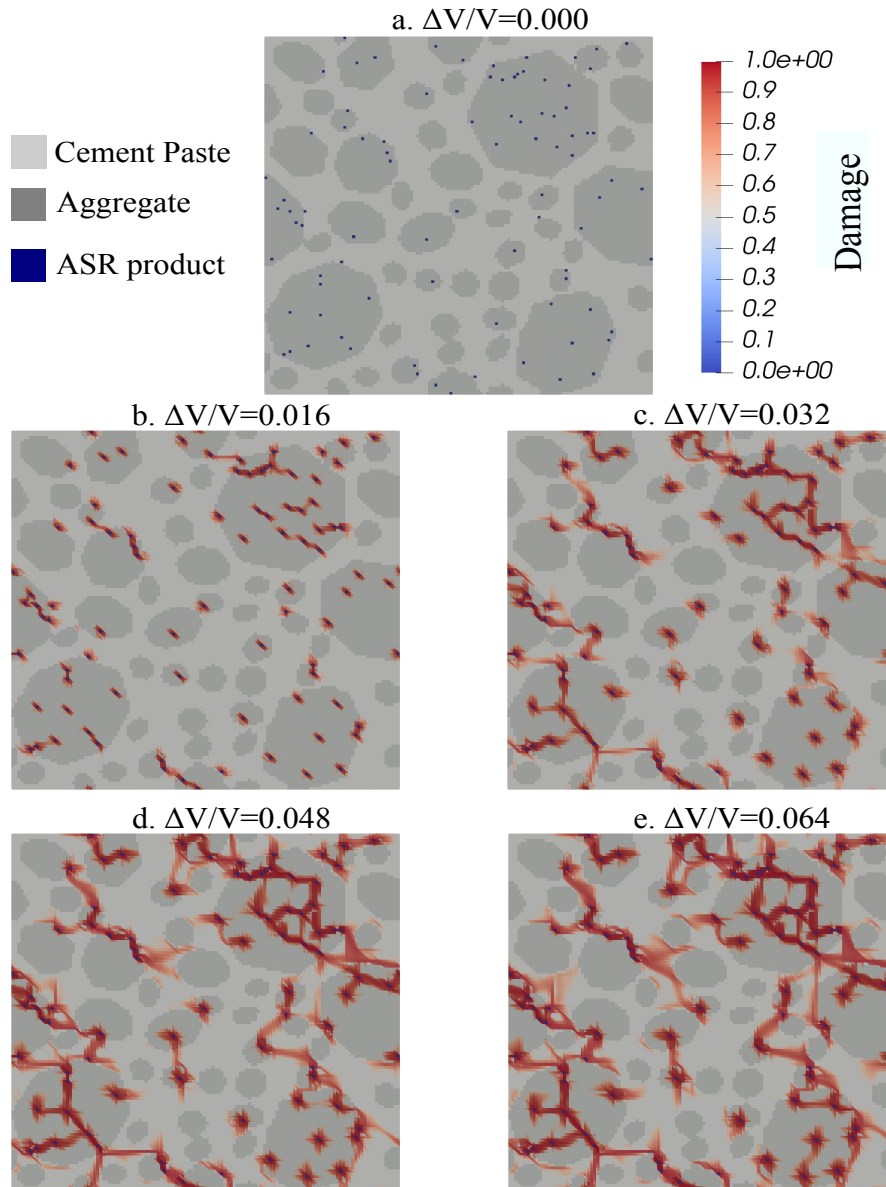 a. ΔV/V=0.000
Cement Paste
Aggregate
ASR product
1.0e+00
0.9
0.8
0.7
0.6
0.5
0.4
0.3
0.2
0.1
0.0e+00
Damage
b. ΔV/V=0.016
c. ΔV/V=0.032
d. ΔV/V=0.048
e. ΔV/V=0.064